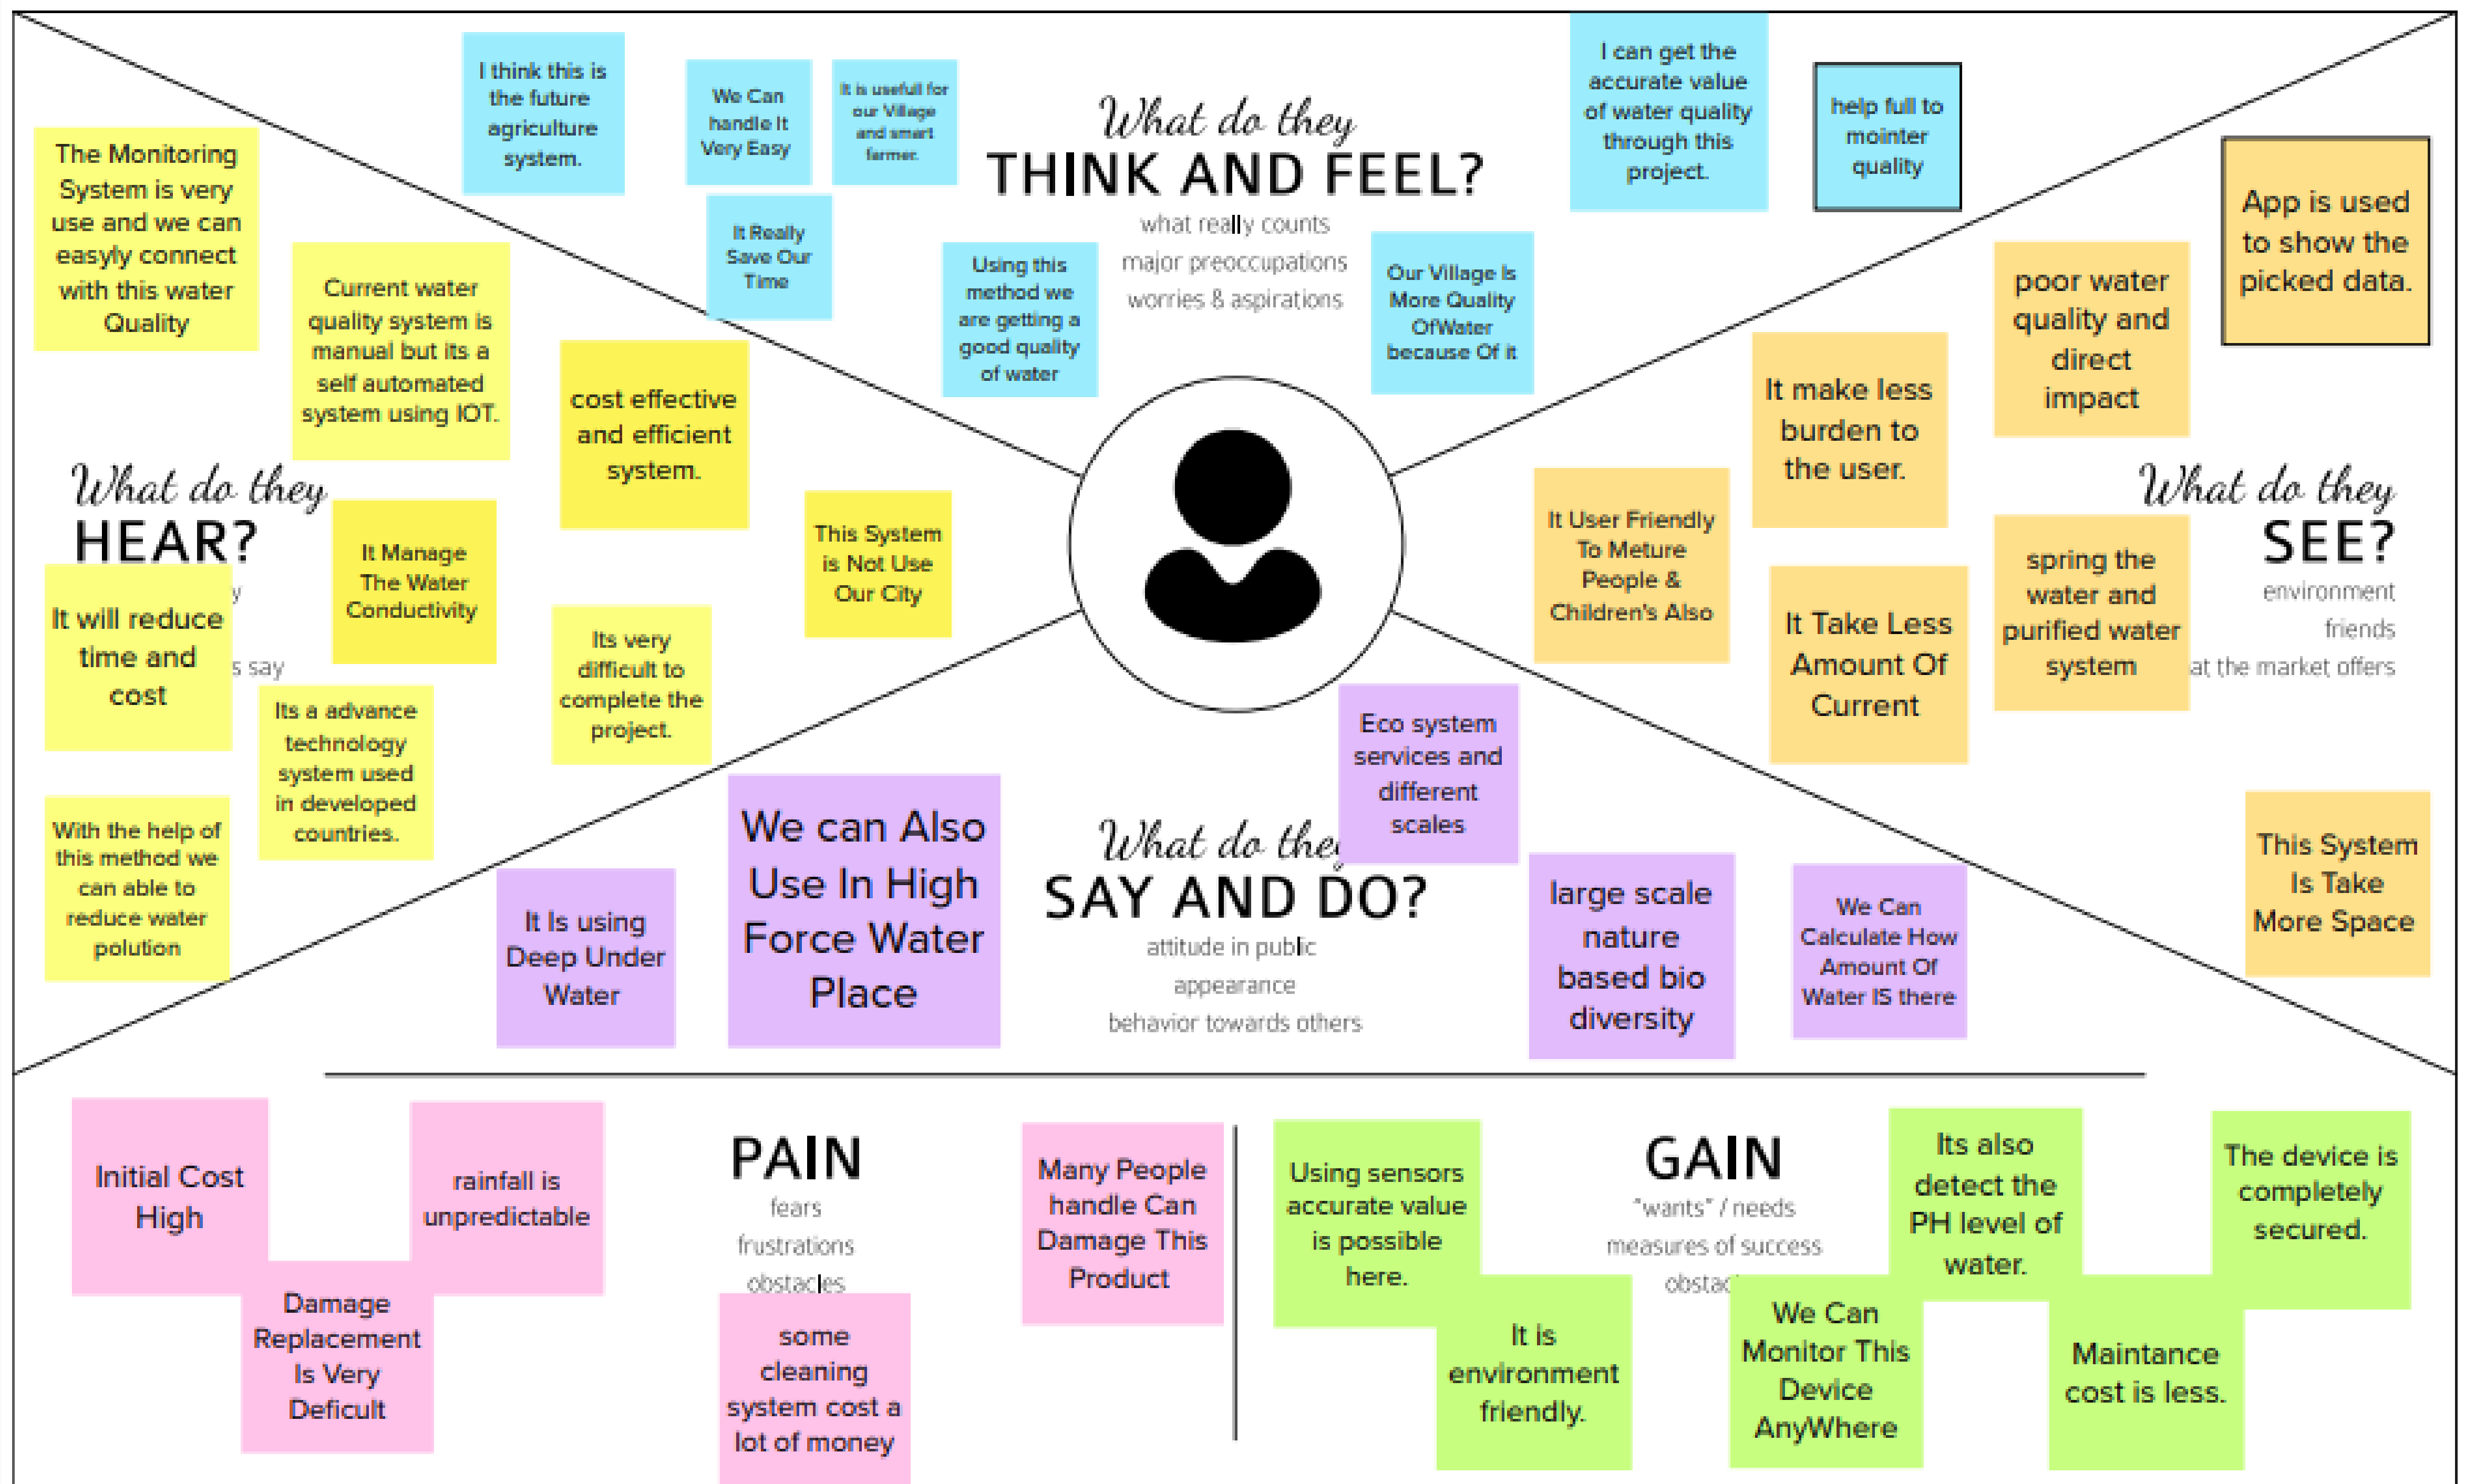 What do they
THINK AND FEEL?
what really counts
major preoccupations
worries & aspirations
I think this is
the future
agriculture
system.
We Can
handle It
Very Easy
It is usefull for
our Village
and smart
farmer.
It Really
Save Our
Time
Using this
method we
are getting a
good quality
of water
Our Village Is
More Quality
OfWater
because Of it
I can get the
accurate value
of water quality
through this
project.
help full to
mointer
quality
What do they
HEAR?
y
s say
The Monitoring
System is very
use and we can
easyly connect
with this water
Quality
Current water
quality system is
manual but its a
self automated
system using IOT.
cost effective
and efficient
system.
It Manage
The Water
Conductivity
This System
is Not Use
Our City
It will reduce
time and
cost
Its very
difficult to
complete the
project.
Its a advance
technology
system used
in developed
countries.
With the help of
this method we
can able to
reduce water
polution
What do they
SEE?
environment
friends
at the market offers
App is used
to show the
picked data.
poor water
quality and
direct
impact
It make less
burden to
the user.
It User Friendly
To Meture
People &
Children's Also
spring the
water and
purified water
system
It Take Less
Amount Of
Current
This System
Is Take
More Space
What do they
SAY AND DO?
attitude in public
appearance
behavior towards others
Eco system
services and
different
scales
We can Also
Use In High
Force Water
Place
It Is using
Deep Under
Water
large scale
nature
based bio
diversity
We Can
Calculate How
Amount Of
Water IS there
PAIN
fears
frustrations
obstacles
Initial Cost
High
rainfall is
unpredictable
Damage
Replacement
Is Very
Deficult
some
cleaning
system cost a
lot of money
Many People
handle Can
Damage This
Product
GAIN
"wants" / needs
measures of success
obstac
Using sensors
accurate value
is possible
here.
It is
environment
friendly.
Its also
detect the
PH level of
water.
We Can
Monitor This
Device
AnyWhere
The device is
completely
secured.
Maintance
cost is less.